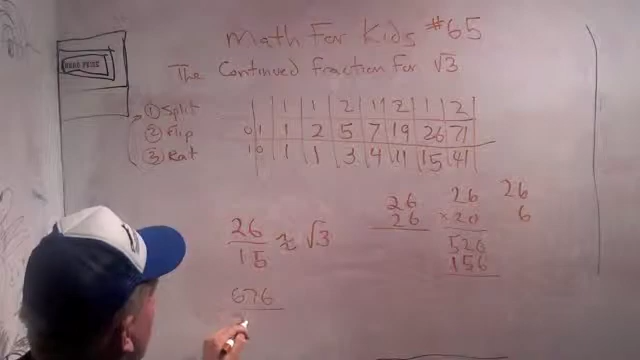 Math For Kids #65
The Continued fraction for √3
① Split
② Flip
③ Rat
1 1 2 1 2 1 2
0 1 1 2 5 7 19 26 71
1 0 1 1 3 4 11 15 41
26 26 26
26 ×20 6
526
156
26/15 ≈ √3
676